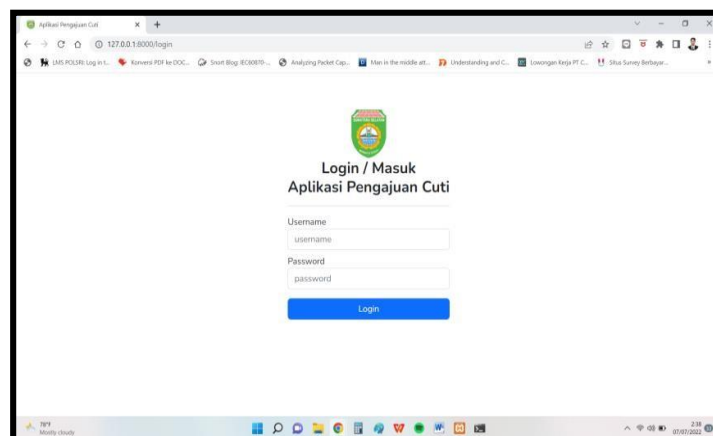 Aplikasi Pengajuan Cuti
127.0.0.1:8000/login
LMS POLSRI: Log in t... Konversi PDF ke DOC... Snort Blog: IEC60870-... Analyzing Packet Cap... Man in the middle att... Understanding and C... Lowongan Kerja PT C... Situs Survey Berbayar...
Login / Masuk
Aplikasi Pengajuan Cuti
Username
username
Password
password
Login
78°F
Mostly cloudy
2:38
07/07/2022